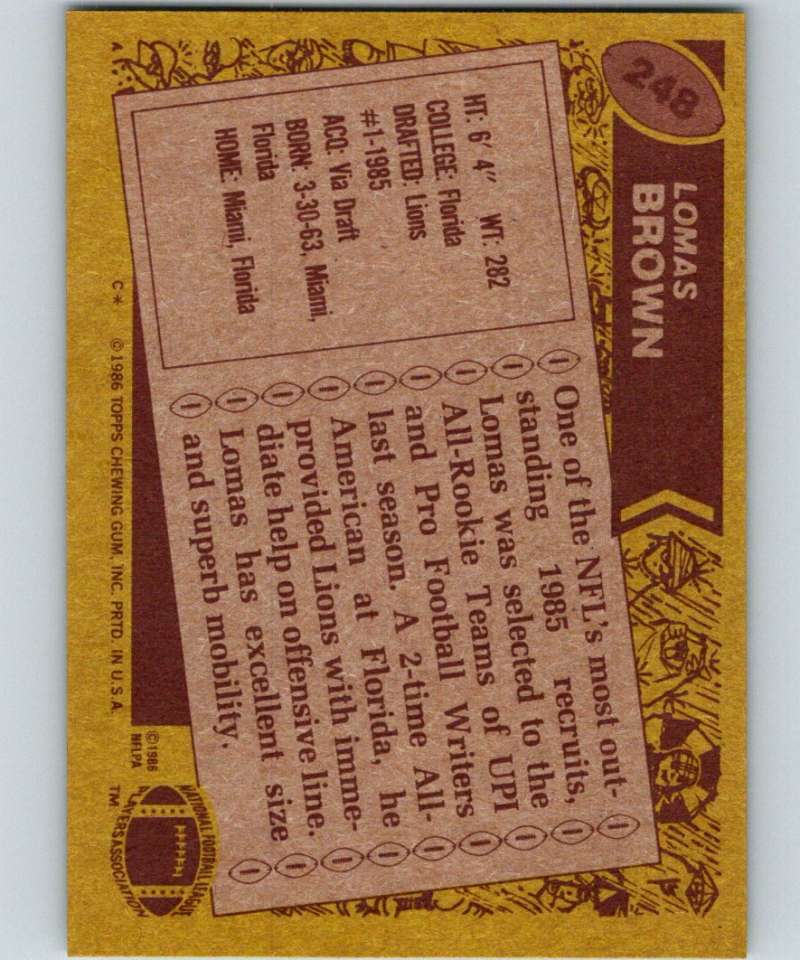 248
LOMAS
BROWN
HT: 6' 4" WT: 282
COLLEGE: Florida
DRAFTED: Lions
#1-1985
ACQ: Via Draft
BORN: 3-30-63, Miami,
Florida
HOME: Miami, Florida
One of the NFL's most out-
standing 1985 recruits,
Lomas was selected to the
All-Rookie Teams of UPI
and Pro Football Writers
last season. A 2-time All-
American at Florida, he
provided Lions with imme-
diate help on offensive line.
Lomas has excellent size
and superb mobility.
A
C* ©1986 TOPPS CHEWING GUM, INC. PRTD. IN U.S.A.
©1986
NFLPA
NATIONAL FOOTBALL LEAGUE
PLAYERS ASSOCIATION
TM